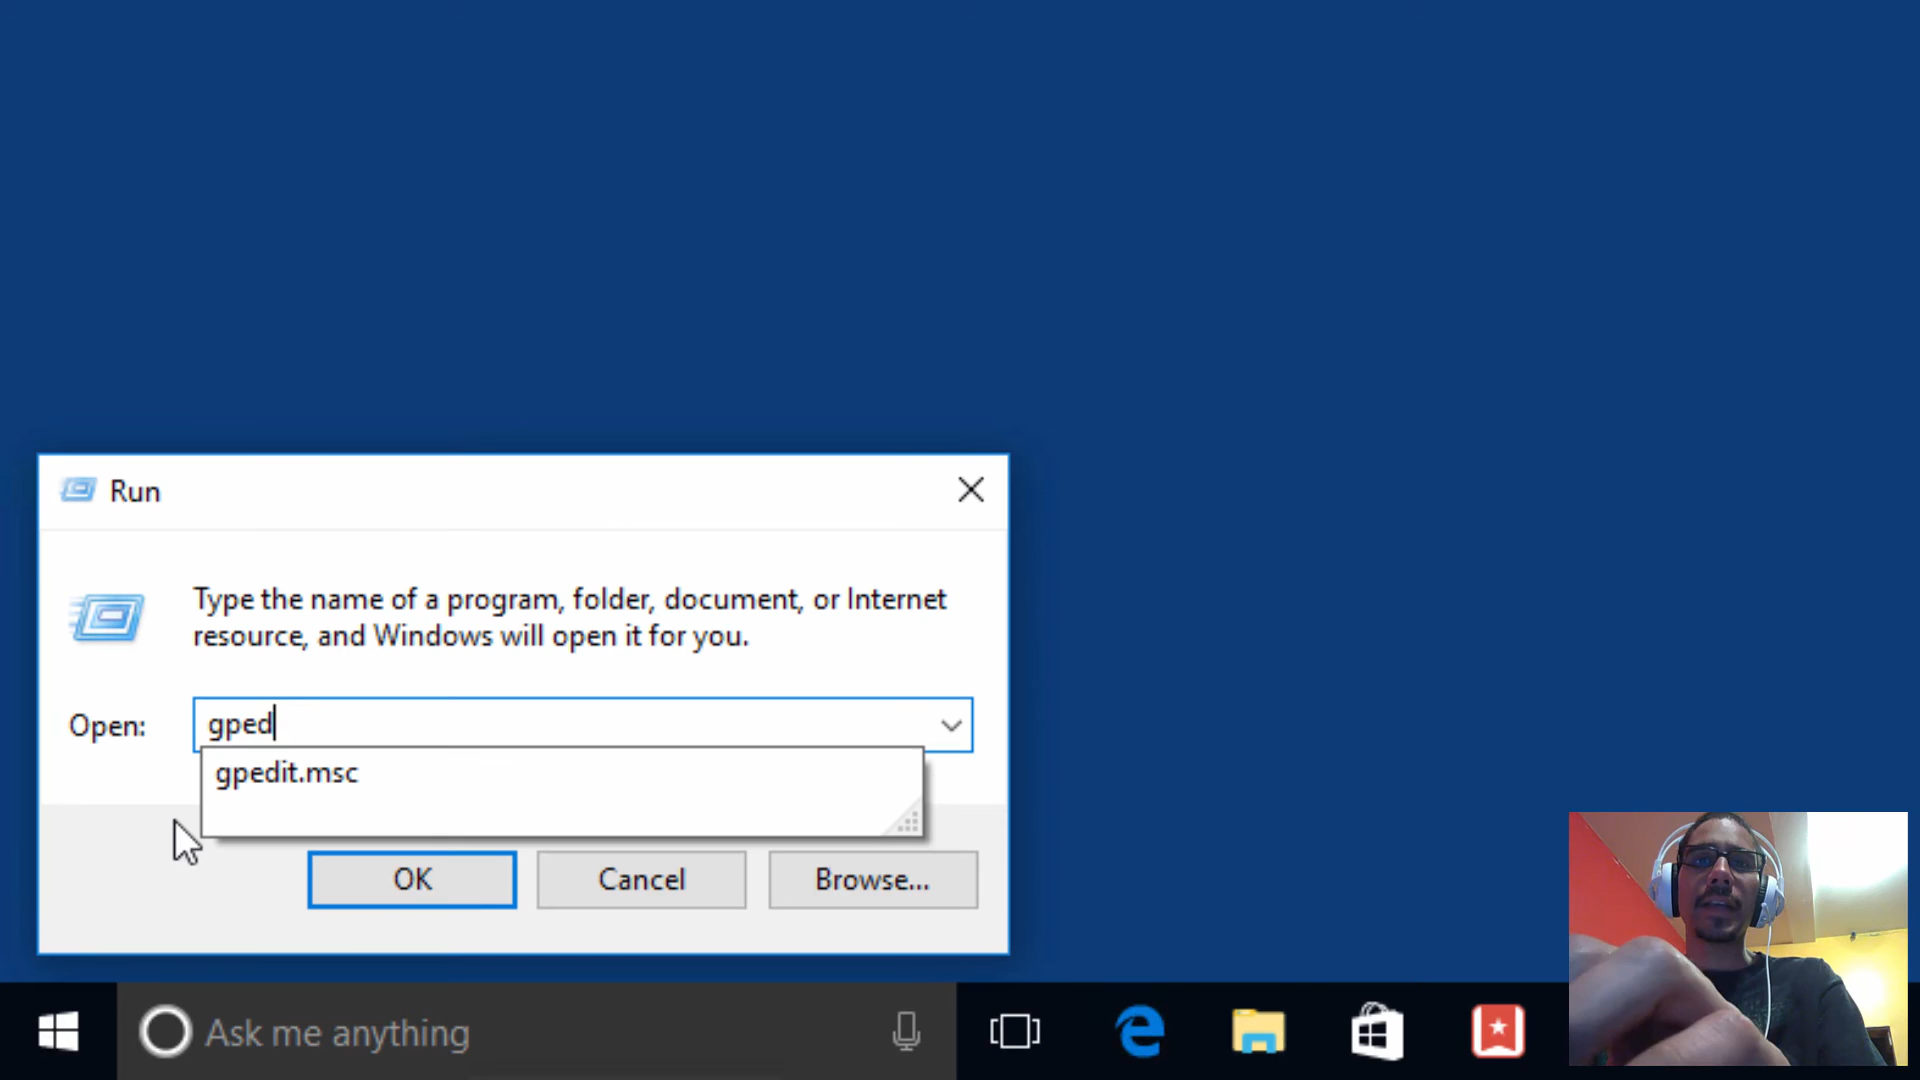 Run
Type the name of a program, folder, document, or Internet
resource, and Windows will open it for you.
Open:
gped
gpedit.msc
OK
Cancel
Browse...
Ask me anything